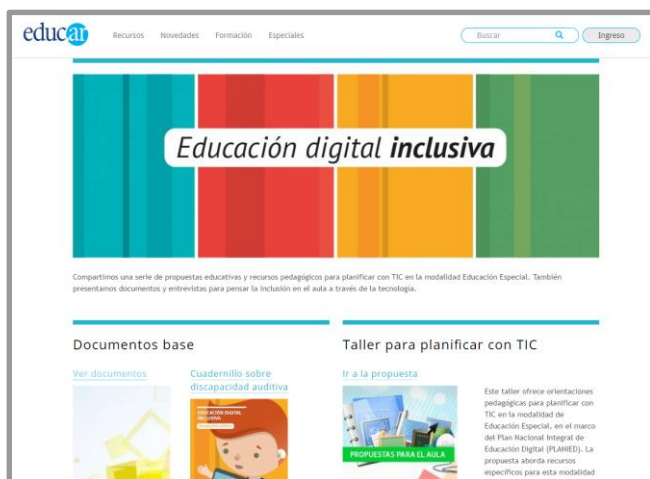 educar
Recursos Novedades Formación Especiales
Buscar
Ingreso
Educación digital inclusiva
Compartimos una serie de propuestas educativas y recursos pedagógicos para planificar con TIC en la modalidad Educación Especial. También
presentamos documentos y entrevistas para pensar la inclusión en el aula a través de la tecnología.
Documentos base
Ver documentos
Cuadernillo sobre
discapacidad auditiva
EDUCACIÓN DIGITAL
INCLUSIVA
Taller para planificar con TIC
Ir a la propuesta
PROPUESTAS PARA EL AULA
Este taller ofrece orientaciones
pedagógicas para planificar con
TIC en la modalidad de
Educación Especial, en el marco
del Plan Nacional Integral de
Educación Digital (PLANIED). La
propuesta aborda recursos
específicos para esta modalidad